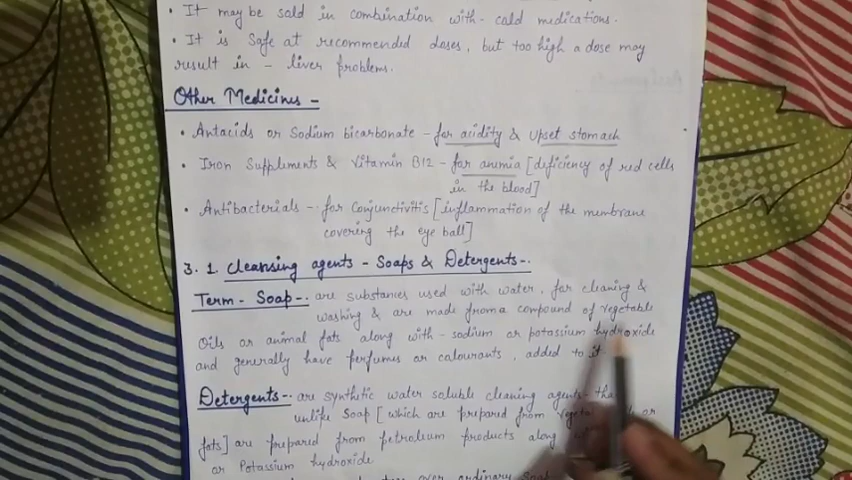 • It may be sold in combination with - cold medications.
• It is safe at recommended doses, but too high a dose may
result in - liver problems.
Other Medicines -
• Antacids or Sodium bicarbonate - for acidity & upset stomach
• Iron Supplements & Vitamin B12 - for anemia [deficiency of red cells
in the blood]
• Antibacterials - for Conjunctivitis [inflammation of the membrane
covering the eye ball]
3. 1. Cleansing agents - Soaps & Detergents -.
Term - Soap -. are substances used with water, for cleaning &
washing & are made from a compound of vegetable
Oils or animal fats along with - sodium or potassium hydroxide
and generally have perfumes or colourants, added to it.
Detergents -. are synthetic water soluble cleaning agents
unlike Soap [which are prepared from or
fats] are prepared from petroleum products along
or Potassium hydroxide
over ordinary